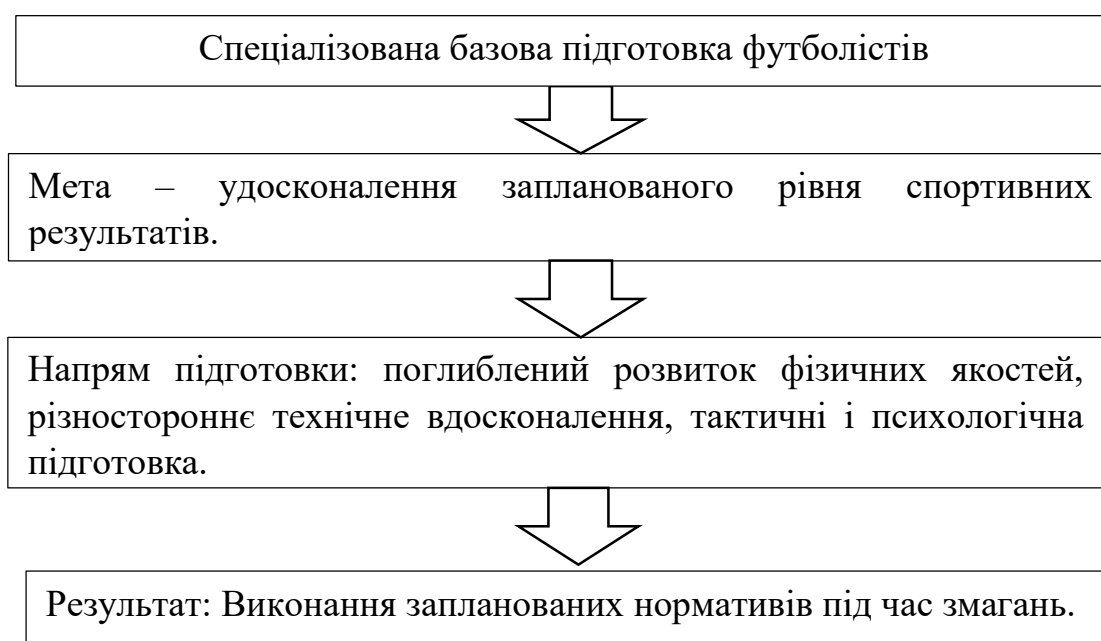 Спеціалізована базова підготовка футболістів
Мета – удосконалення запланованого рівня спортивних
результатів.
Напрям підготовки: поглиблений розвиток фізичних якостей,
різностороннє технічне вдосконалення, тактичні і психологічна
підготовка.
Результат: Виконання запланованих нормативів під час змагань.